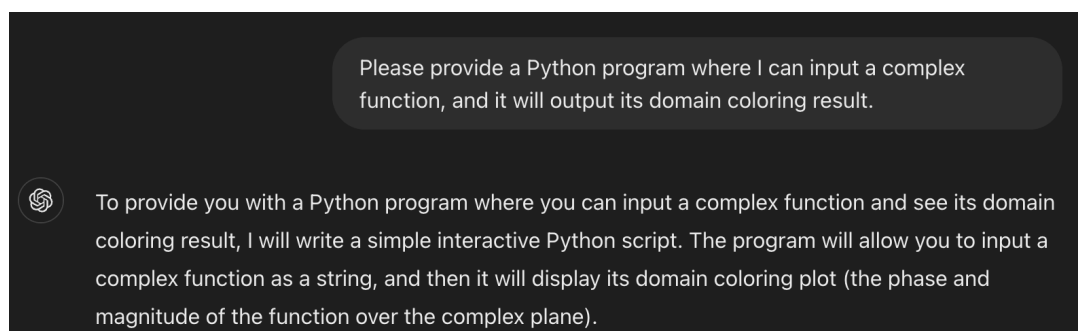 Please provide a Python program where I can input a complex
function, and it will output its domain coloring result.
To provide you with a Python program where you can input a complex function and see its domain
coloring result, I will write a simple interactive Python script. The program will allow you to input a
complex function as a string, and then it will display its domain coloring plot (the phase and
magnitude of the function over the complex plane).